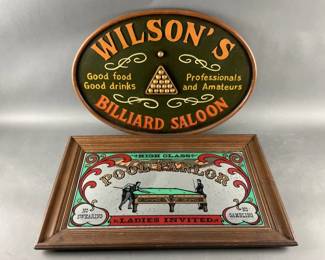 WILSON'S
Good food
Good drinks
Professionals
and Amateurs
BILLIARD SALOON
HIGH CLASS
POOL PARLOR
NO
SWEARING
NO
GAMBLING
LADIES INVITED